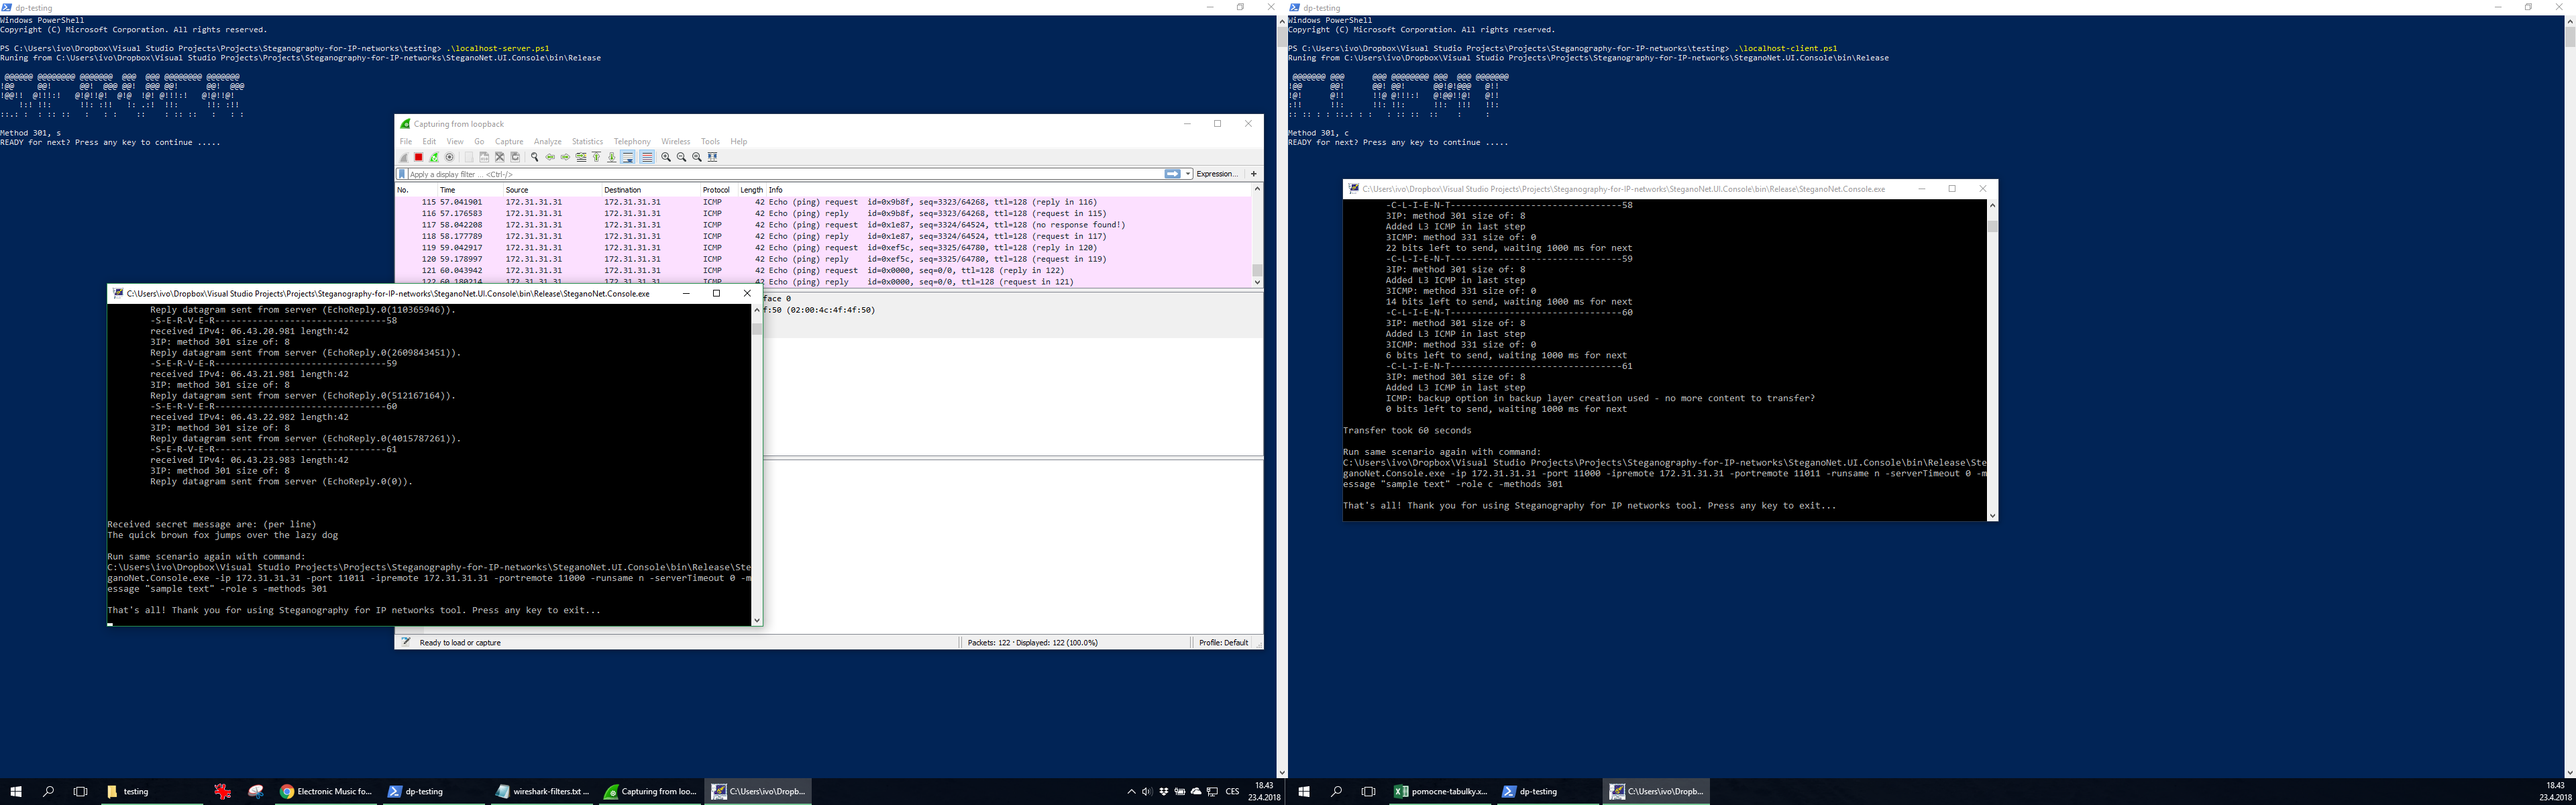 dp-testing
Windows PowerShell
Copyright (C) Microsoft Corporation. All rights reserved.
PS C:\Users\ivo\Dropbox\Visual Studio Projects\Projects\Steganography-for-IP-networks\testing> .\localhost-server.ps1
Runing from C:\Users\ivo\Dropbox\Visual Studio Projects\Projects\Steganography-for-IP-networks\SteganoNet.UI.Console\bin\Release
Method 301, s
READY for next? Press any key to continue .....
Capturing from loopback
File Edit View Go Capture Analyze Statistics Telephony Wireless Tools Help
Apply a display filter ... <Ctrl-/>
Expression... +
No. Time Source Destination Protocol Length Info
115 57.041901 172.31.31.31 172.31.31.31 ICMP 42 Echo (ping) request id=0x9b8f, seq=3323/64268, ttl=128 (reply in 116)
116 57.176583 172.31.31.31 172.31.31.31 ICMP 42 Echo (ping) reply id=0x9b8f, seq=3323/64268, ttl=128 (request in 115)
117 58.042208 172.31.31.31 172.31.31.31 ICMP 42 Echo (ping) request id=0x1e87, seq=3324/64524, ttl=128 (no response found!)
118 58.177789 172.31.31.31 172.31.31.31 ICMP 42 Echo (ping) reply id=0x1e87, seq=3324/64524, ttl=128 (request in 117)
119 59.042917 172.31.31.31 172.31.31.31 ICMP 42 Echo (ping) request id=0xef5c, seq=3325/64780, ttl=128 (reply in 120)
120 59.178997 172.31.31.31 172.31.31.31 ICMP 42 Echo (ping) reply id=0xef5c, seq=3325/64780, ttl=128 (request in 119)
121 60.043942 172.31.31.31 172.31.31.31 ICMP 42 Echo (ping) request id=0x0000, seq=0/0, ttl=128 (reply in 122)
122 60.180214 172.31.31.31 172.31.31.31 ICMP 42 Echo (ping) reply id=0x0000, seq=0/0, ttl=128 (request in 121)
face 0
f:50 (02:00:4c:4f:4f:50)
Ready to load or capture
Packets: 122 · Displayed: 122 (100.0%)
Profile: Default
C:\Users\ivo\Dropbox\Visual Studio Projects\Projects\Steganography-for-IP-networks\SteganoNet.UI.Console\bin\Release\SteganoNet.Console.exe
Reply datagram sent from server (EchoReply.0(110365946)).
-S-E-R-V-E-R--------------------------------58
received IPv4: 06.43.20.981 length:42
3IP: method 301 size of: 8
Reply datagram sent from server (EchoReply.0(2609843451)).
-S-E-R-V-E-R--------------------------------59
received IPv4: 06.43.21.981 length:42
3IP: method 301 size of: 8
Reply datagram sent from server (EchoReply.0(512167164)).
-S-E-R-V-E-R--------------------------------60
received IPv4: 06.43.22.982 length:42
3IP: method 301 size of: 8
Reply datagram sent from server (EchoReply.0(4015787261)).
-S-E-R-V-E-R--------------------------------61
received IPv4: 06.43.23.983 length:42
3IP: method 301 size of: 8
Reply datagram sent from server (EchoReply.0(0)).
Received secret message are: (per line)
The quick brown fox jumps over the lazy dog
Run same scenario again with command:
C:\Users\ivo\Dropbox\Visual Studio Projects\Projects\Steganography-for-IP-networks\SteganoNet.UI.Console\bin\Release\Ste
ganoNet.Console.exe -ip 172.31.31.31 -port 11011 -ipremote 172.31.31.31 -portremote 11000 -runsame n -serverTimeout 0 -m
essage "sample text" -role s -methods 301
That's all! Thank you for using Steganography for IP networks tool. Press any key to exit...
testing
Electronic Music fo...
dp-testing
wireshark-filters.txt ...
Capturing from loo...
C:\Users\ivo\Dropb...
CES
18.43
23.4.2018
dp-testing
Windows PowerShell
Copyright (C) Microsoft Corporation. All rights reserved.
PS C:\Users\ivo\Dropbox\Visual Studio Projects\Projects\Steganography-for-IP-networks\testing> .\localhost-client.ps1
Runing from C:\Users\ivo\Dropbox\Visual Studio Projects\Projects\Steganography-for-IP-networks\SteganoNet.UI.Console\bin\Release
Method 301, c
READY for next? Press any key to continue .....
C:\Users\ivo\Dropbox\Visual Studio Projects\Projects\Steganography-for-IP-networks\SteganoNet.UI.Console\bin\Release\SteganoNet.Console.exe
-C-L-I-E-N-T--------------------------------58
3IP: method 301 size of: 8
Added L3 ICMP in last step
3ICMP: method 331 size of: 0
22 bits left to send, waiting 1000 ms for next
-C-L-I-E-N-T--------------------------------59
3IP: method 301 size of: 8
Added L3 ICMP in last step
3ICMP: method 331 size of: 0
14 bits left to send, waiting 1000 ms for next
-C-L-I-E-N-T--------------------------------60
3IP: method 301 size of: 8
Added L3 ICMP in last step
3ICMP: method 331 size of: 0
6 bits left to send, waiting 1000 ms for next
-C-L-I-E-N-T--------------------------------61
3IP: method 301 size of: 8
Added L3 ICMP in last step
ICMP: backup option in backup layer creation used - no more content to transfer?
0 bits left to send, waiting 1000 ms for next
Transfer took 60 seconds
Run same scenario again with command:
C:\Users\ivo\Dropbox\Visual Studio Projects\Projects\Steganography-for-IP-networks\SteganoNet.UI.Console\bin\Release\Ste
ganoNet.Console.exe -ip 172.31.31.31 -port 11000 -ipremote 172.31.31.31 -portremote 11011 -runsame n -serverTimeout 0 -m
essage "sample text" -role c -methods 301
That's all! Thank you for using Steganography for IP networks tool. Press any key to exit...
pomocne-tabulky.x...
dp-testing
C:\Users\ivo\Dropb...
18.43
23.4.2018